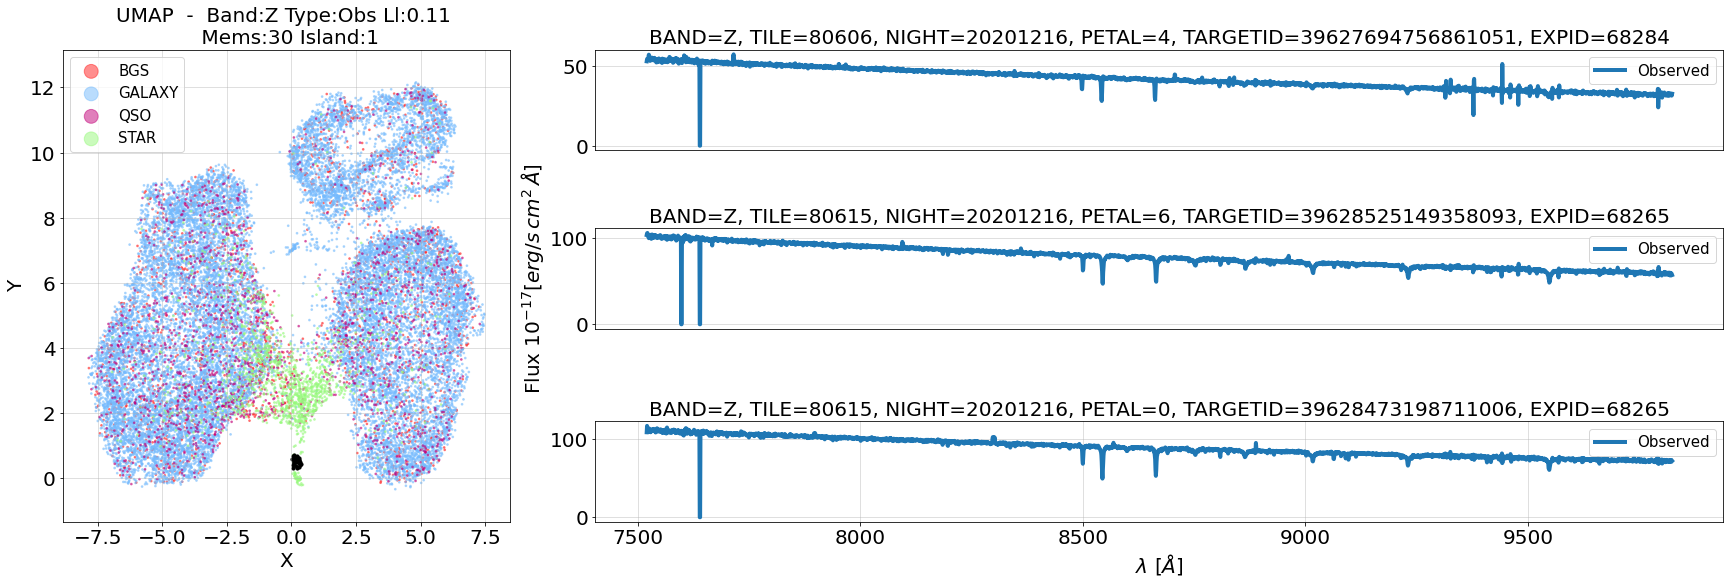 UMAP - Band:Z Type:Obs Ll:0.11
Mems:30 Island:1
BGS
GALAXY
QSO
STAR
12
10
8
6
4
2
0
Y
−7.5 −5.0 −2.5 0.0 2.5 5.0 7.5
X
Flux 10^{-17}[erg/s cm^2 Å]
BAND=Z, TILE=80606, NIGHT=20201216, PETAL=4, TARGETID=39627694756861051, EXPID=68284
50
0
Observed
BAND=Z, TILE=80615, NIGHT=20201216, PETAL=6, TARGETID=39628525149358093, EXPID=68265
100
0
Observed
BAND=Z, TILE=80615, NIGHT=20201216, PETAL=0, TARGETID=39628473198711006, EXPID=68265
100
0
Observed
7500 8000 8500 9000 9500
λ [Å]